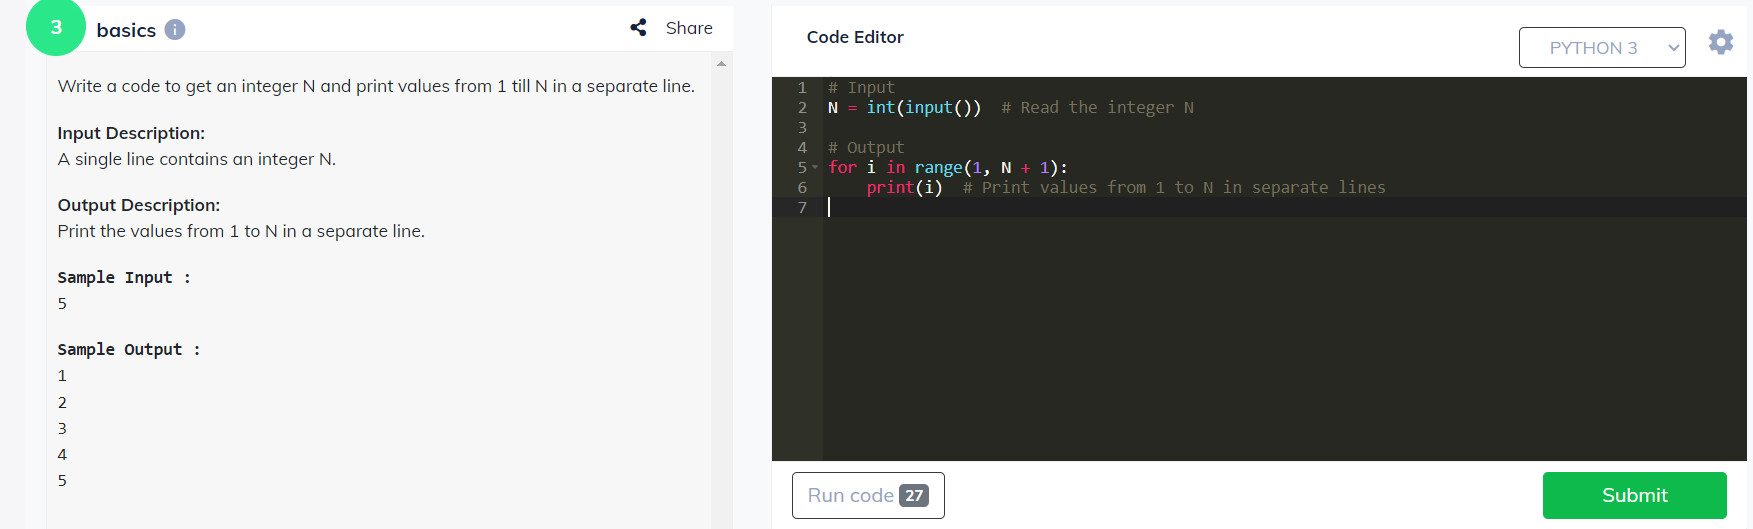 3
basics
Share
Write a code to get an integer N and print values from 1 till N in a separate line.
Input Description:
A single line contains an integer N.
Output Description:
Print the values from 1 to N in a separate line.
Sample Input :
5
Sample Output :
1
2
3
4
5
Code Editor
PYTHON 3
1 # Input
2 N = int(input())  # Read the integer N
3
4 # Output
5 for i in range(1, N + 1):
6     print(i)  # Print values from 1 to N in separate lines
7
Run code 27
Submit